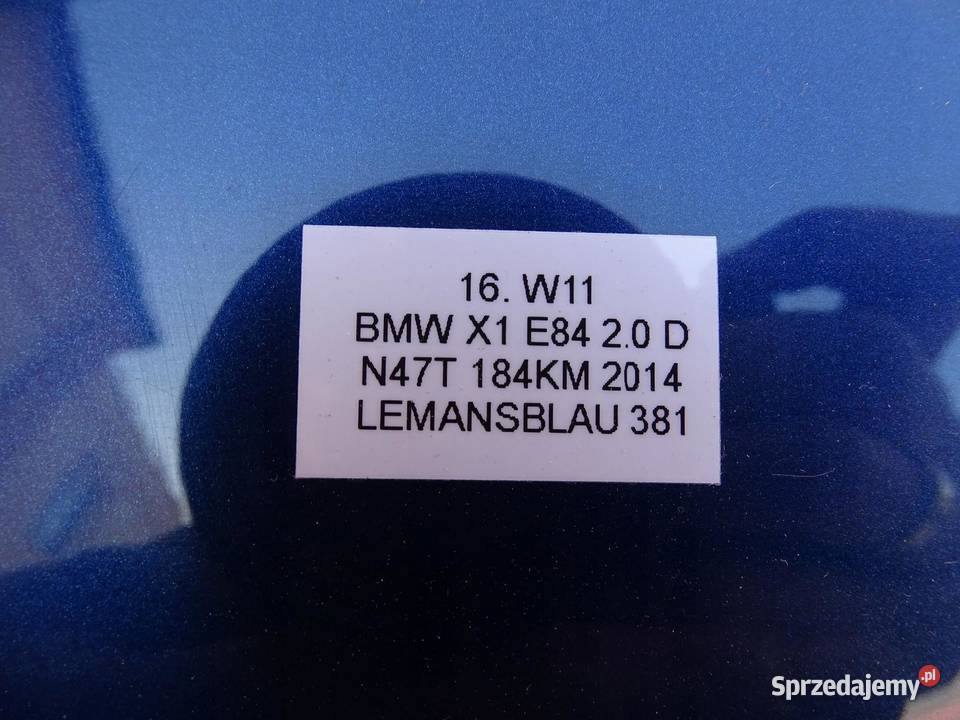 16. W11
BMW X1 E84 2.0 D
N47T 184KM 2014
LEMANSBLAU 381
Sprzedajemy.pl